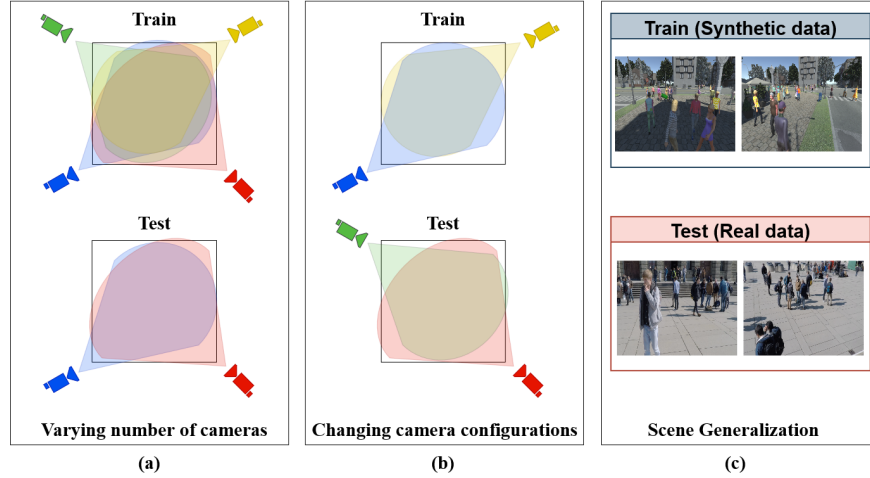 Train
Test
Varying number of cameras
(a)
Train
Test
Changing camera configurations
(b)
Train (Synthetic data)
Test (Real data)
Scene Generalization
(c)